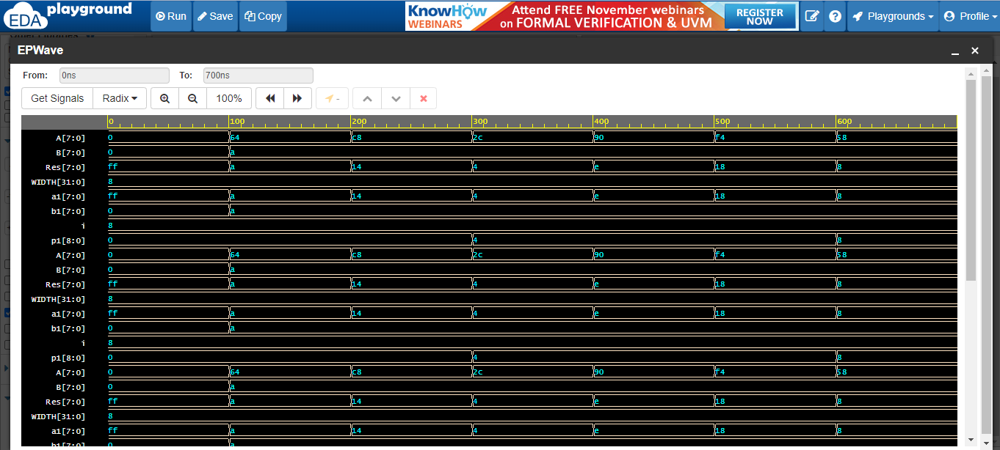 EDA playground Run Save Copy KnowHow WEBINARS Attend FREE November webinars on FORMAL VERIFICATION & UVM REGISTER NOW ? Playgrounds Profile
EPWave
From: 0ns To: 700ns
Get Signals Radix 100% -
0 100 200 300 400 500 600
A[7:0] 0 64 c8 2c 90 f4 58
B[7:0] 0 a
Res[7:0] ff a 14 4 e 18 8
WIDTH[31:0] 8
a1[7:0] ff a 14 4 e 18 8
b1[7:0] 0 a
i 8
p1[8:0] 0 4 8
A[7:0] 0 64 c8 2c 90 f4 58
B[7:0] 0 a
Res[7:0] ff a 14 4 e 18 8
WIDTH[31:0] 8
a1[7:0] ff a 14 4 e 18 8
b1[7:0] 0 a
i 8
p1[8:0] 0 4 8
A[7:0] 0 64 c8 2c 90 f4 58
B[7:0] 0 a
Res[7:0] ff a 14 4 e 18 8
WIDTH[31:0] 8
a1[7:0] ff a 14 4 e 18 8
b1[7:0] 0 a